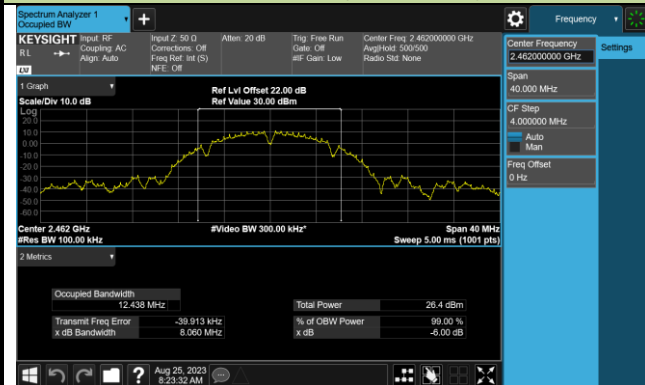 Spectrum Analyzer 1
Occupied BW
+
Frequency
KEYSIGHT
RL
LXI
Input: RF
Coupling: AC
Align: Auto
Input Z: 50 Ω
Corrections: Off
Freq Ref: Int (S)
NFE: Off
Atten: 20 dB
Trig: Free Run
Gate: Off
#IF Gain: Low
Center Freq: 2.462000000 GHz
Avg|Hold: 500/500
Radio Std: None
Center Frequency
2.462000000 GHz
Settings
Span
40.000 MHz
CF Step
4.000000 MHz
Auto
Man
Freq Offset
0 Hz
1 Graph
Scale/Div 10.0 dB
Ref Lvl Offset 22.00 dB
Ref Value 30.00 dBm
Log
20.0
10.0
0.00
-10.0
-20.0
-30.0
-40.0
-50.0
-60.0
Center 2.462 GHz
#Res BW 100.00 kHz
#Video BW 300.00 kHz*
Span 40 MHz
Sweep 5.00 ms (1001 pts)
2 Metrics
Occupied Bandwidth
12.438 MHz
Total Power 26.4 dBm
Transmit Freq Error -39.913 kHz
% of OBW Power 99.00 %
x dB Bandwidth 8.060 MHz
x dB -6.00 dB
?
Aug 25, 2023
8:23:32 AM